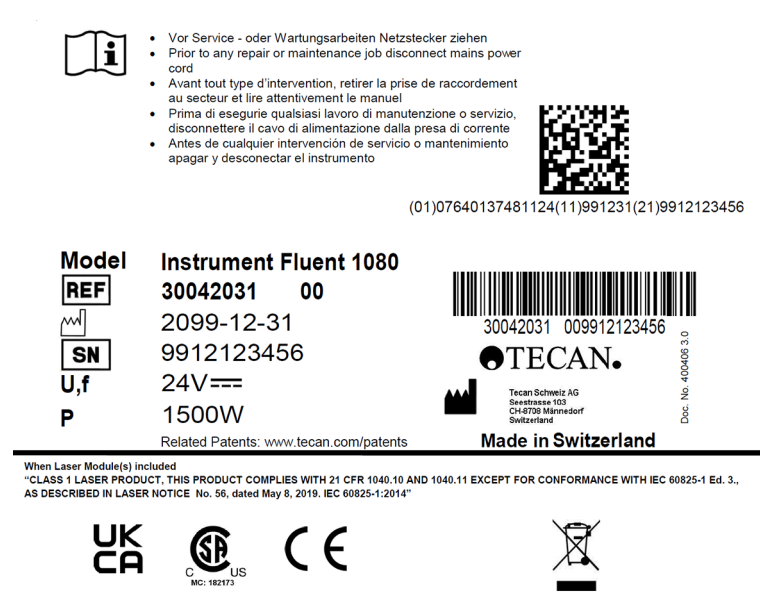 • Vor Service - oder Wartungsarbeiten Netzstecker ziehen
• Prior to any repair or maintenance job disconnect mains power
cord
• Avant tout type d'intervention, retirer la prise de raccordement
au secteur et lire attentivement le manuel
• Prima di esegurie qualsiasi lavoro di manutenzione o servizio,
disconnettere il cavo di alimentazione dalla presa di corrente
• Antes de cualquier intervención de servicio o mantenimiento
apagar y desconectar el instrumento
(01)07640137481124(11)991231(21)9912123456
Model Instrument Fluent 1080
REF 30042031 00
2099-12-31
SN 9912123456
U,f 24V
P 1500W
Related Patents: www.tecan.com/patents
30042031 009912123456
TECAN.
Tecan Schweiz AG
Seestrasse 103
CH-8708 Männedorf
Switzerland
Doc. No. 400406 3.0
Made in Switzerland
When Laser Module(s) included
“CLASS 1 LASER PRODUCT, THIS PRODUCT COMPLIES WITH 21 CFR 1040.10 AND 1040.11 EXCEPT FOR CONFORMANCE WITH IEC 60825-1 Ed. 3.,
AS DESCRIBED IN LASER NOTICE No. 56, dated May 8, 2019. IEC 60825-1:2014”
UK
CA
SA
C US
MC: 182173
CE